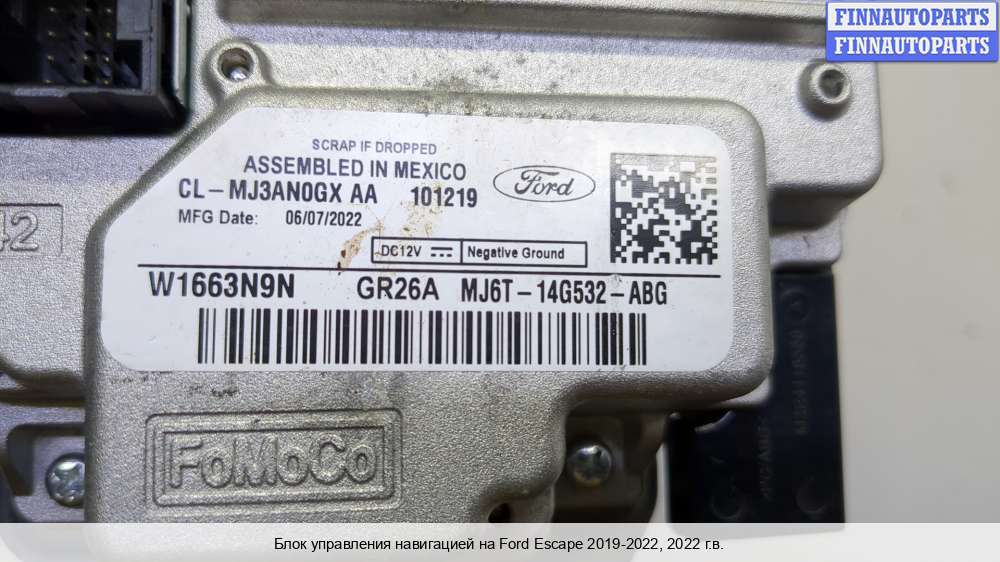 FINNAUTOPARTS
FINNAUTOPARTS
SCRAP IF DROPPED
ASSEMBLED IN MEXICO
CL-MJ3AN0GX AA 101219
Ford
MFG Date: 06/07/2022
DC12V Negative Ground
42
W1663N9N GR26A MJ6T-14G532-ABG
FoMoCo
Блок управления навигацией на Ford Escape 2019-2022, 2022 г.в.